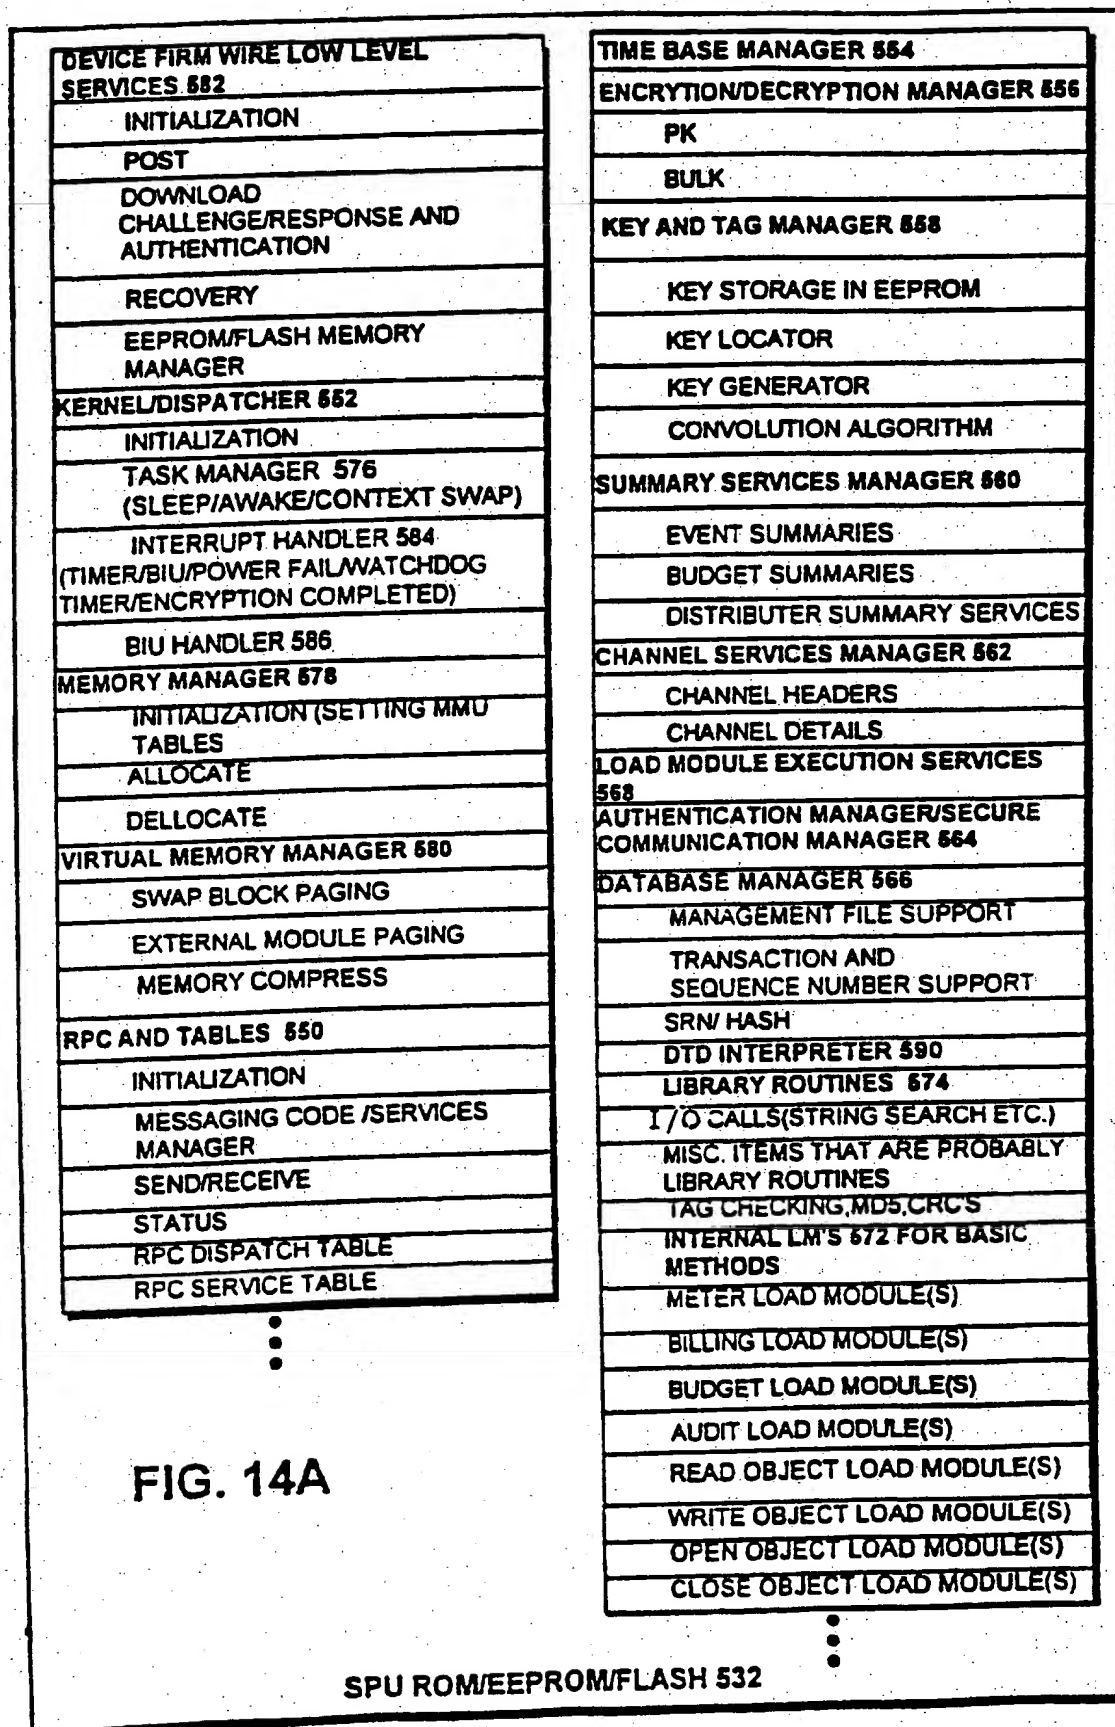 DEVICE FIRM WIRE LOW LEVEL
SERVICES 582
INITIALIZATION
POST
DOWNLOAD
CHALLENGE/RESPONSE AND
AUTHENTICATION
RECOVERY
EEPROM/FLASH MEMORY
MANAGER
KERNEL/DISPATCHER 552
INITIALIZATION
TASK MANAGER 576
(SLEEP/AWAKE/CONTEXT SWAP)
INTERRUPT HANDLER 584
(TIMER/BIU/POWER FAIL/WATCHDOG
TIMER/ENCRYPTION COMPLETED)
BIU HANDLER 586
MEMORY MANAGER 578
INITIALIZATION (SETTING MMU
TABLES
ALLOCATE
DELLOCATE
VIRTUAL MEMORY MANAGER 580
SWAP BLOCK PAGING
EXTERNAL MODULE PAGING
MEMORY COMPRESS
RPC AND TABLES 550
INITIALIZATION
MESSAGING CODE /SERVICES
MANAGER
SEND/RECEIVE
STATUS
RPC DISPATCH TABLE
RPC SERVICE TABLE
FIG. 14A
TIME BASE MANAGER 554
ENCRYTION/DECRYPTION MANAGER 556
PK
BULK
KEY AND TAG MANAGER 558
KEY STORAGE IN EEPROM
KEY LOCATOR
KEY GENERATOR
CONVOLUTION ALGORITHM
SUMMARY SERVICES MANAGER 560
EVENT SUMMARIES
BUDGET SUMMARIES
DISTRIBUTER SUMMARY SERVICES
CHANNEL SERVICES MANAGER 562
CHANNEL HEADERS
CHANNEL DETAILS
LOAD MODULE EXECUTION SERVICES
568
AUTHENTICATION MANAGER/SECURE
COMMUNICATION MANAGER 564
DATABASE MANAGER 566
MANAGEMENT FILE SUPPORT
TRANSACTION AND
SEQUENCE NUMBER SUPPORT
SRN/ HASH
DTD INTERPRETER 590
LIBRARY ROUTINES 574
I/O CALLS(STRING SEARCH ETC.)
MISC. ITEMS THAT ARE PROBABLY
LIBRARY ROUTINES
TAG CHECKING,MD5,CRC'S
INTERNAL LM'S 572 FOR BASIC
METHODS
METER LOAD MODULE(S)
BILLING LOAD MODULE(S)
BUDGET LOAD MODULE(S)
AUDIT LOAD MODULE(S)
READ OBJECT LOAD MODULE(S)
WRITE OBJECT LOAD MODULE(S)
OPEN OBJECT LOAD MODULE(S)
CLOSE OBJECT LOAD MODULE(S)
SPU ROM/EEPROM/FLASH 532